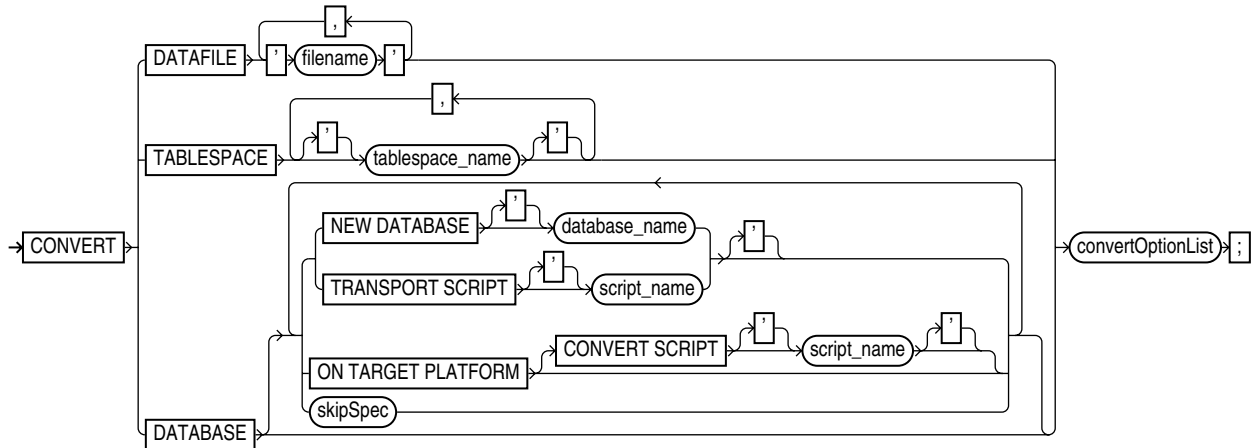 ,
DATAFILE ’ filename ’
,
’ ’
TABLESPACE tablespace_name
’
NEW DATABASE database_name ’
CONVERT convertOptionList ;
’
TRANSPORT SCRIPT script_name
’ ’
CONVERT SCRIPT script_name
ON TARGET PLATFORM
skipSpec
DATABASE